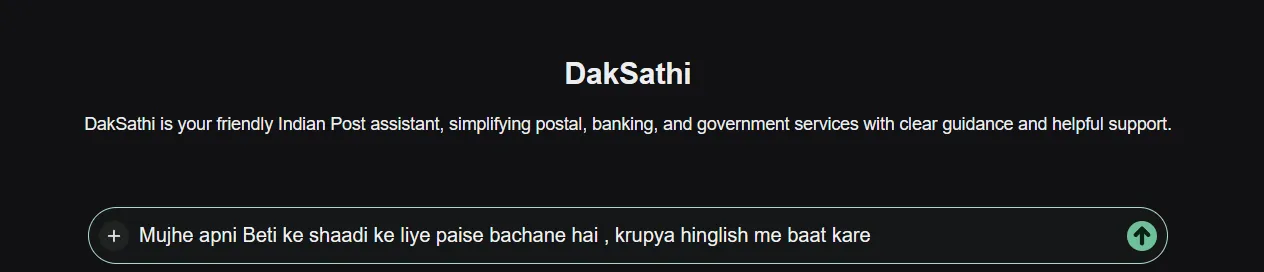 DakSathi
DakSathi is your friendly Indian Post assistant, simplifying postal, banking, and government services with clear guidance and helpful support.
Mujhe apni Beti ke shaadi ke liye paise bachane hai , krupya hinglish me baat kare